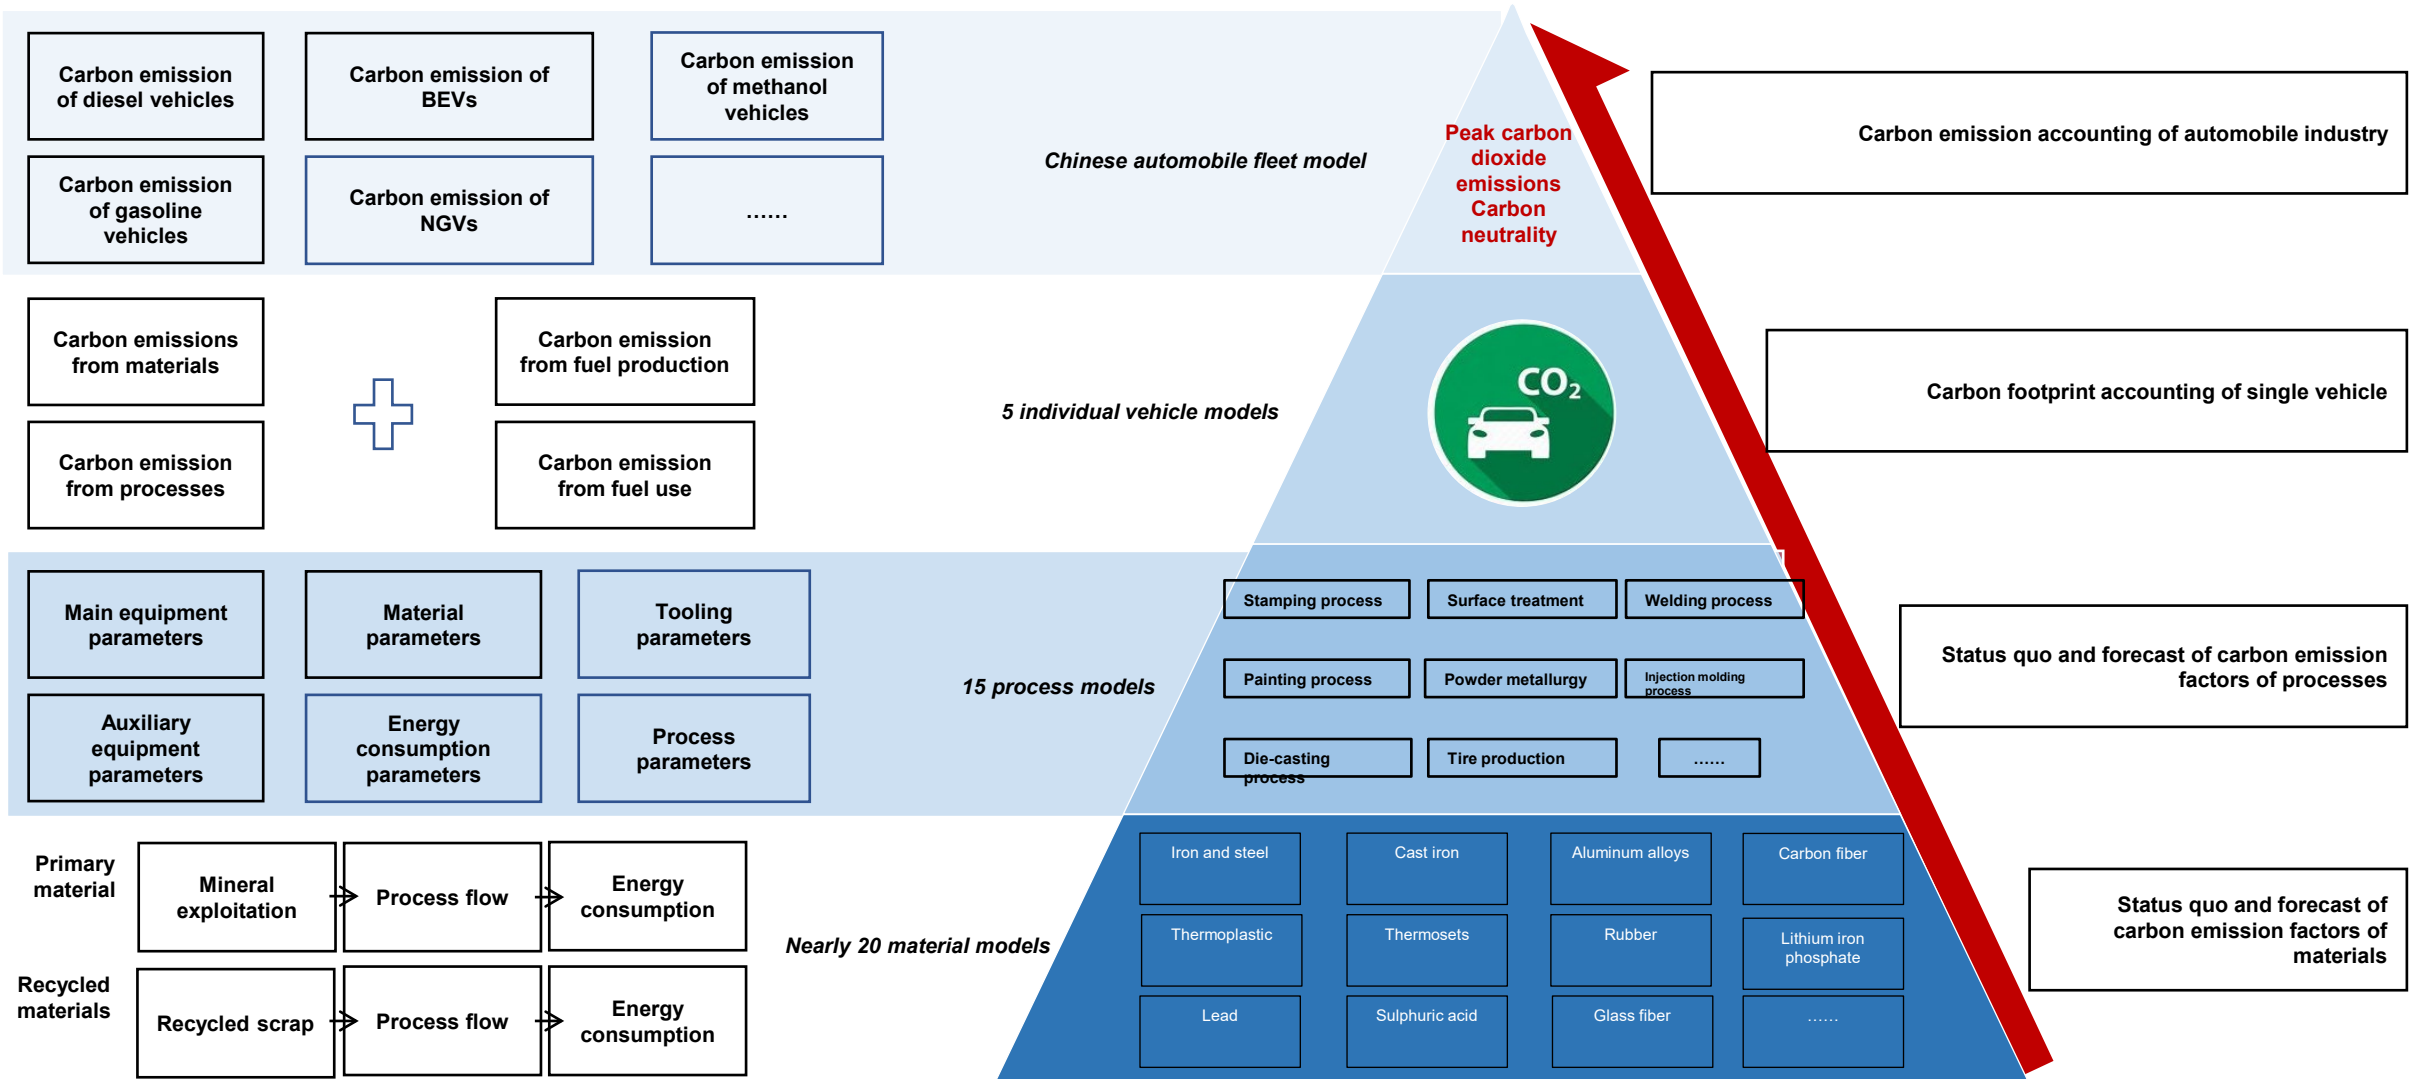 Carbon emission
of diesel vehicles
Carbon emission of
BEVs
Carbon emission
of methanol
vehicles
Carbon emission
of gasoline
vehicles
Carbon emission of
NGVs
......
Chinese automobile fleet model
Peak carbon
dioxide
emissions
Carbon
neutrality
Carbon emission accounting of automobile industry
Carbon emissions
from materials
Carbon emission
from fuel production
Carbon emission
from processes
Carbon emission
from fuel use
5 individual vehicle models
CO₂
Carbon footprint accounting of single vehicle
Main equipment
parameters
Material
parameters
Tooling
parameters
Auxiliary
equipment
parameters
Energy
consumption
parameters
Process
parameters
15 process models
Stamping process
Surface treatment
Welding process
Painting process
Powder metallurgy
Injection molding
process
Die-casting
process
Tire production
......
Status quo and forecast of carbon emission
factors of processes
Primary
material
Mineral
exploitation
Process flow
Energy
consumption
Recycled
materials
Recycled scrap
Process flow
Energy
consumption
Nearly 20 material models
Iron and steel
Cast iron
Aluminum alloys
Carbon fiber
Thermoplastic
Thermosets
Rubber
Lithium iron
phosphate
Lead
Sulphuric acid
Glass fiber
......
Status quo and forecast of
carbon emission factors of
materials